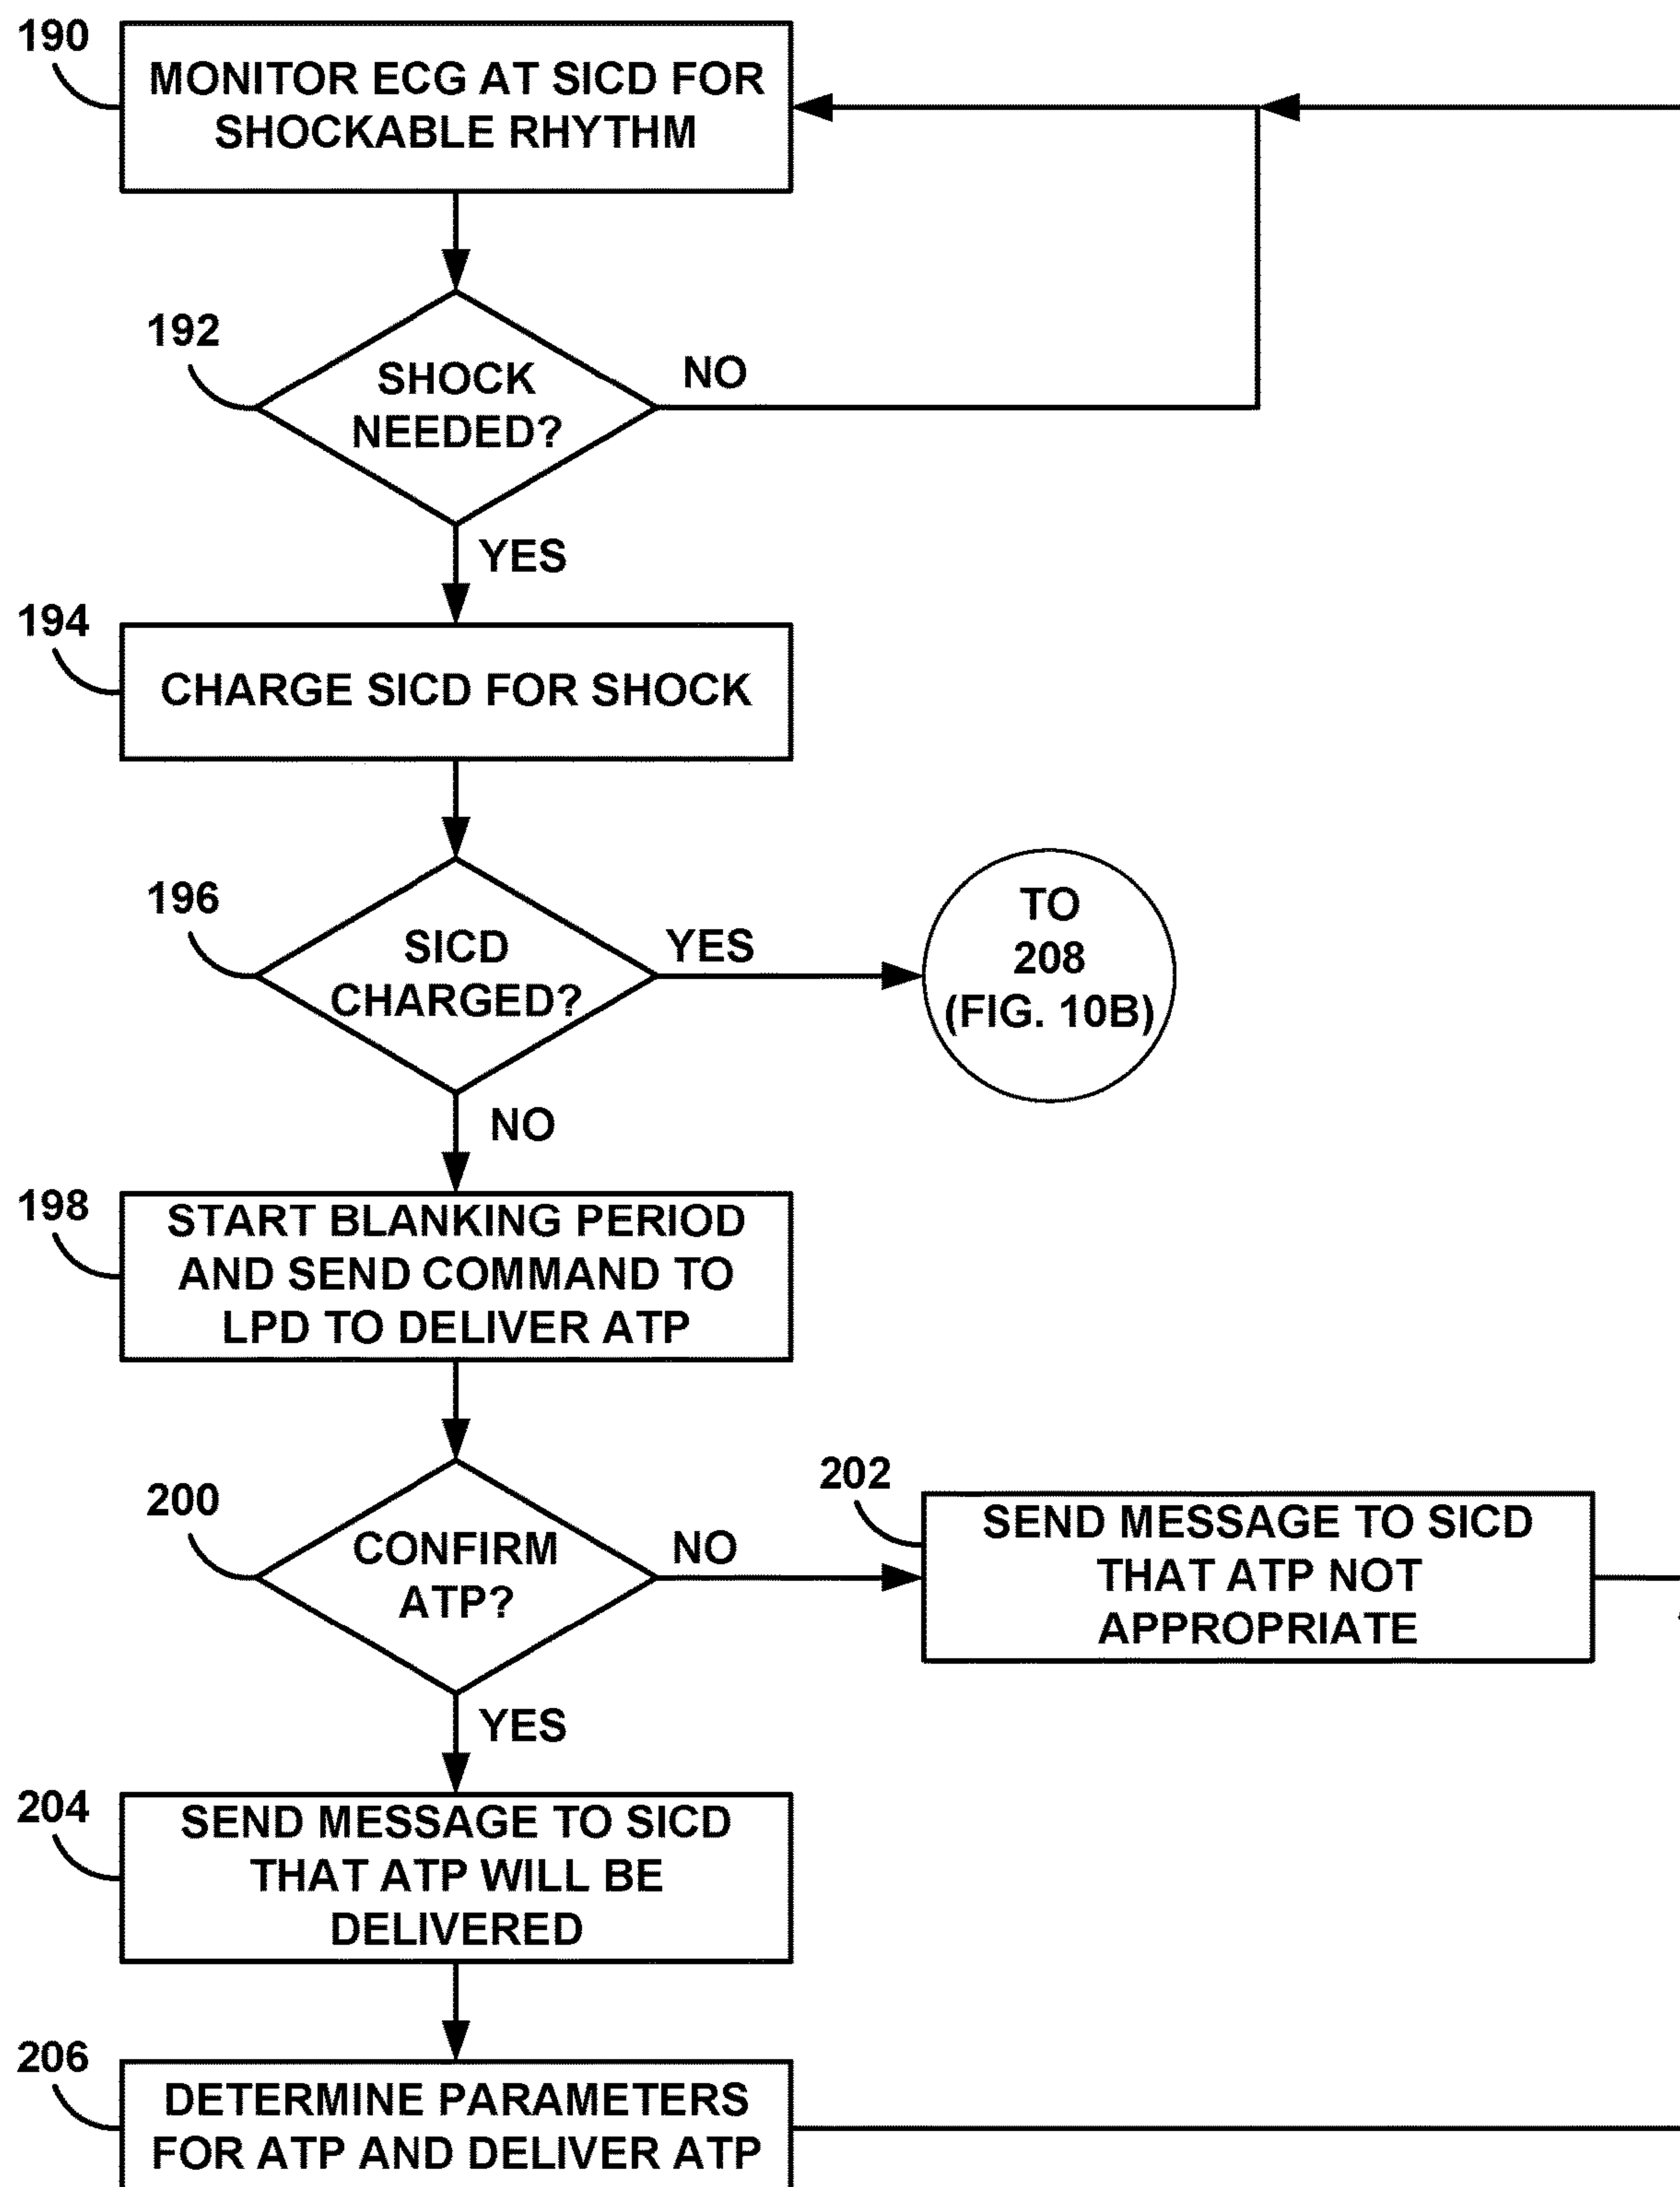 190
MONITOR ECG AT SICD FOR
SHOCKABLE RHYTHM
192
SHOCK
NEEDED?
NO
YES
194
CHARGE SICD FOR SHOCK
196
SICD
CHARGED?
YES
TO
208
(FIG. 10B)
NO
198
START BLANKING PERIOD
AND SEND COMMAND TO
LPD TO DELIVER ATP
200
CONFIRM
ATP?
NO
202
SEND MESSAGE TO SICD
THAT ATP NOT
APPROPRIATE
YES
204
SEND MESSAGE TO SICD
THAT ATP WILL BE
DELIVERED
206
DETERMINE PARAMETERS
FOR ATP AND DELIVER ATP